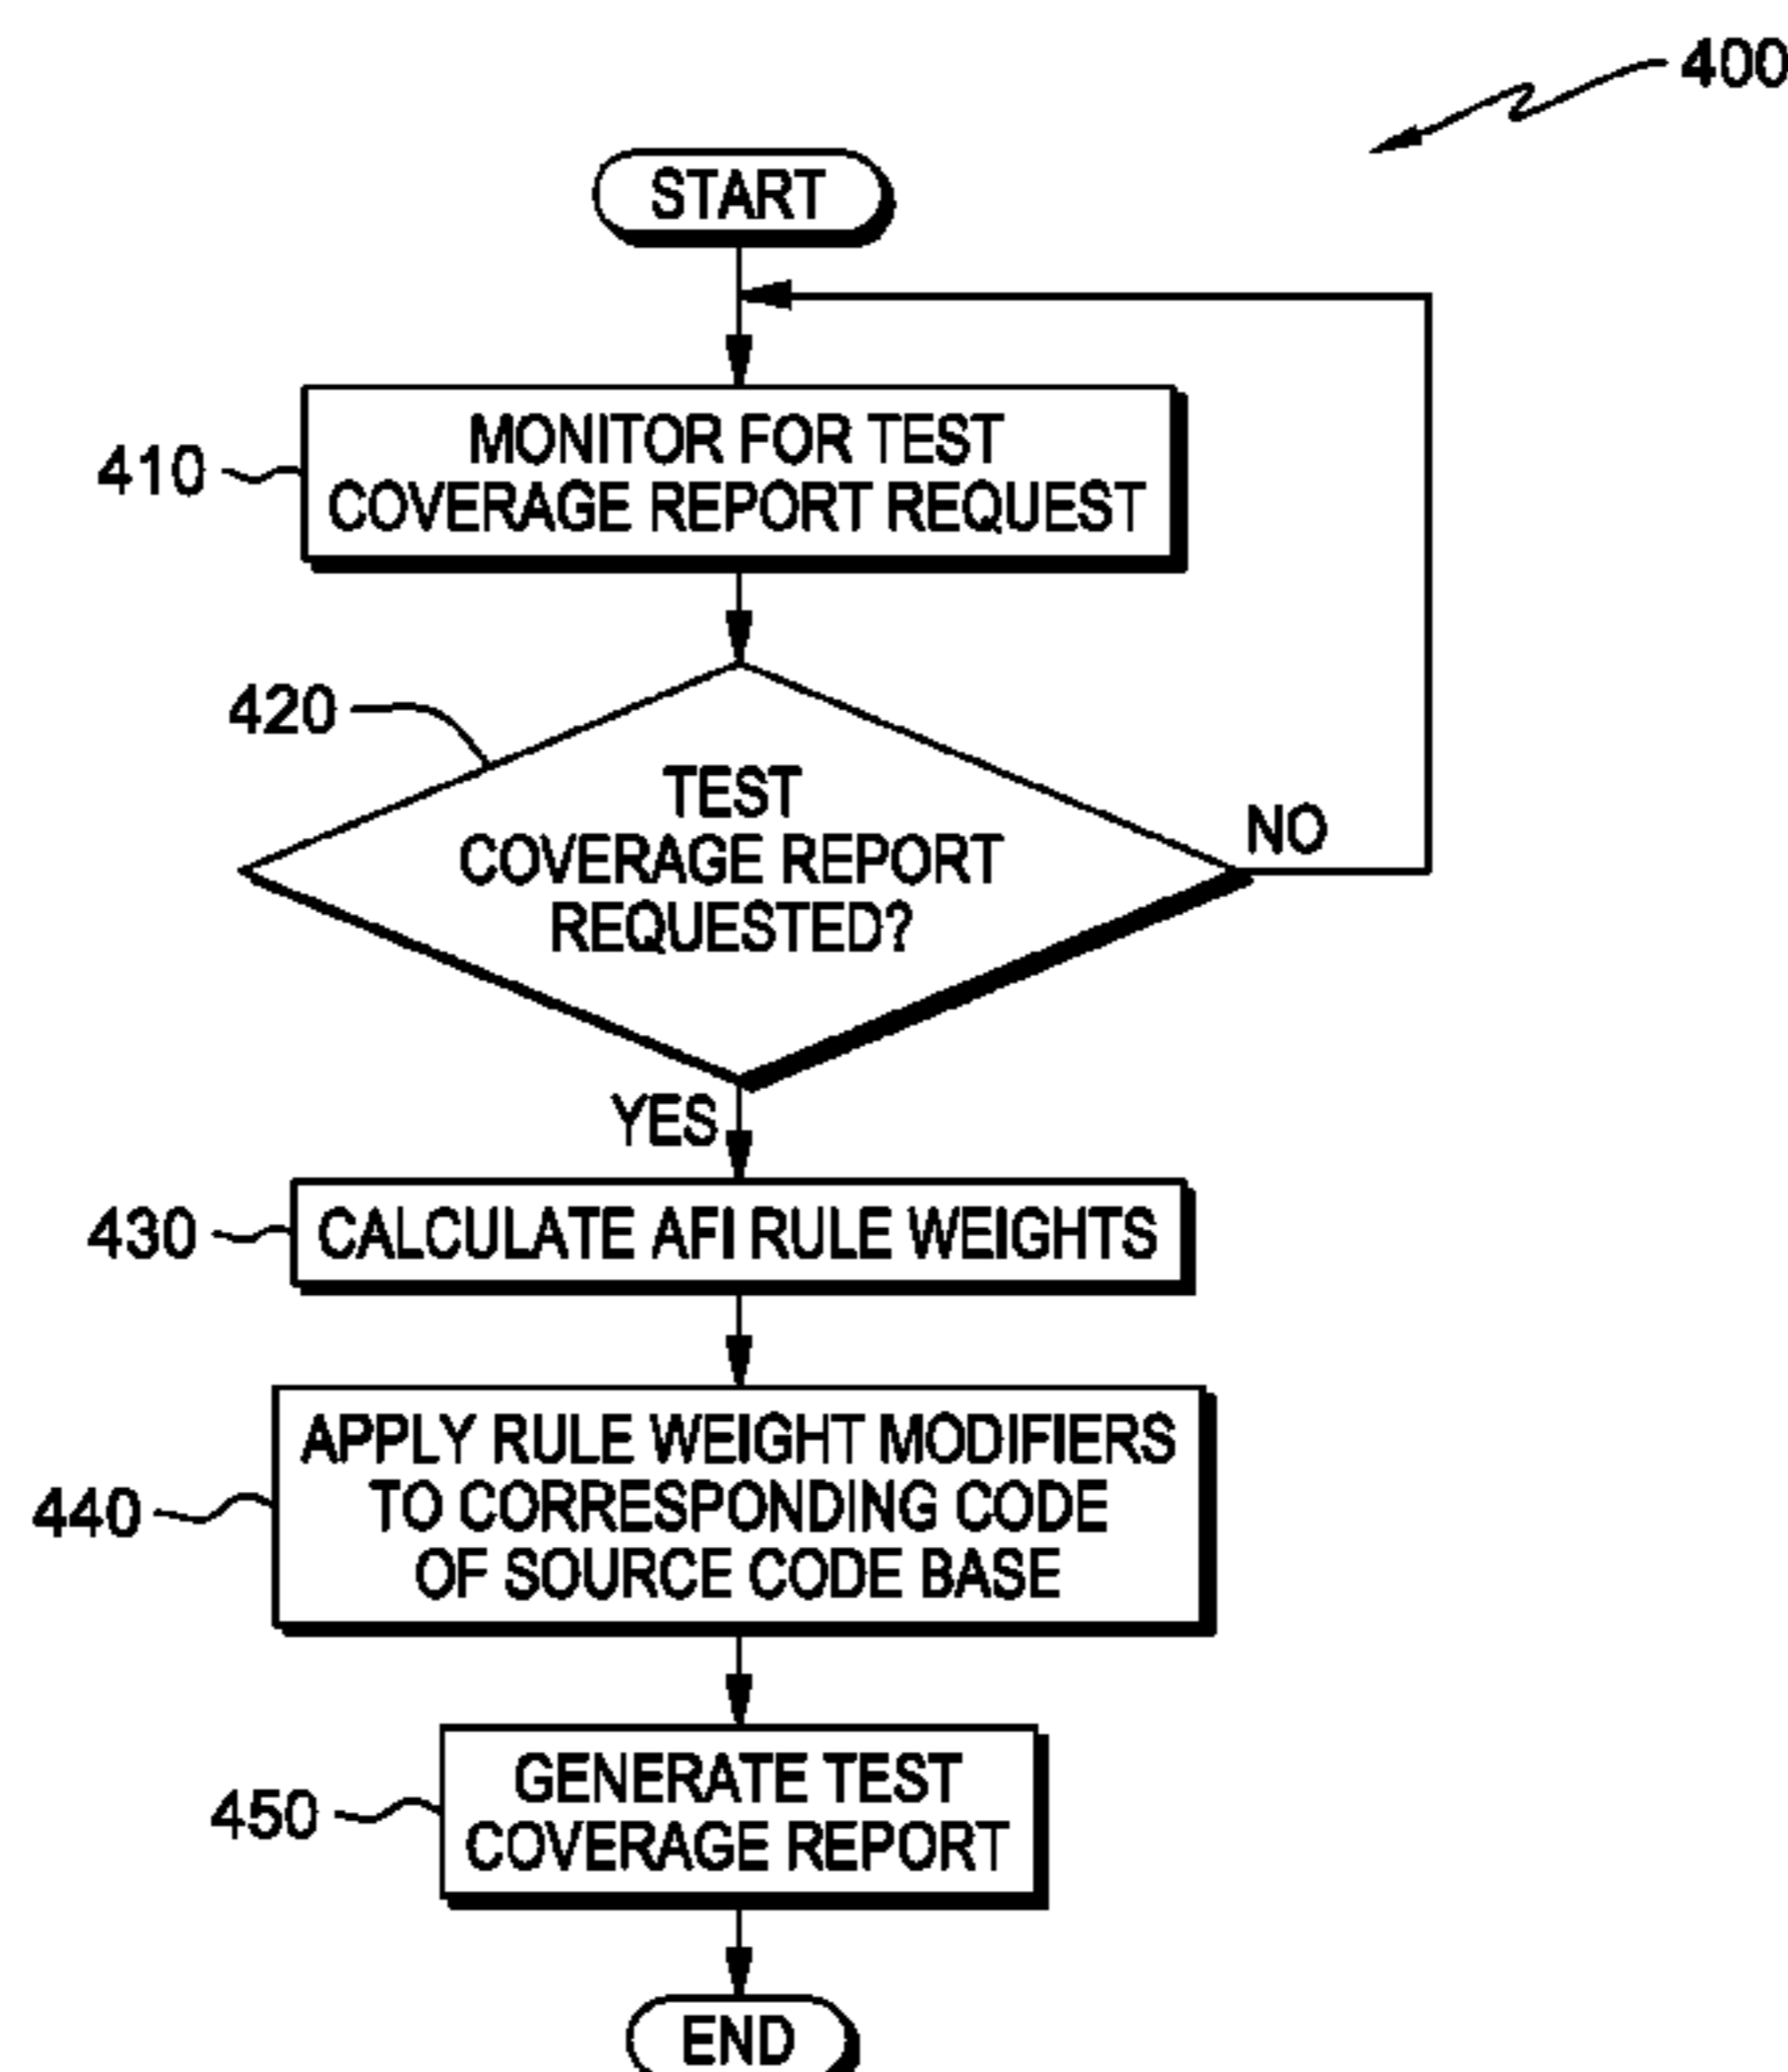 400
START
410
MONITOR FOR TEST
COVERAGE REPORT REQUEST
420
TEST
COVERAGE REPORT
REQUESTED?
NO
YES
430
CALCULATE AFI RULE WEIGHTS
440
APPLY RULE WEIGHT MODIFIERS
TO CORRESPONDING CODE
OF SOURCE CODE BASE
450
GENERATE TEST
COVERAGE REPORT
END